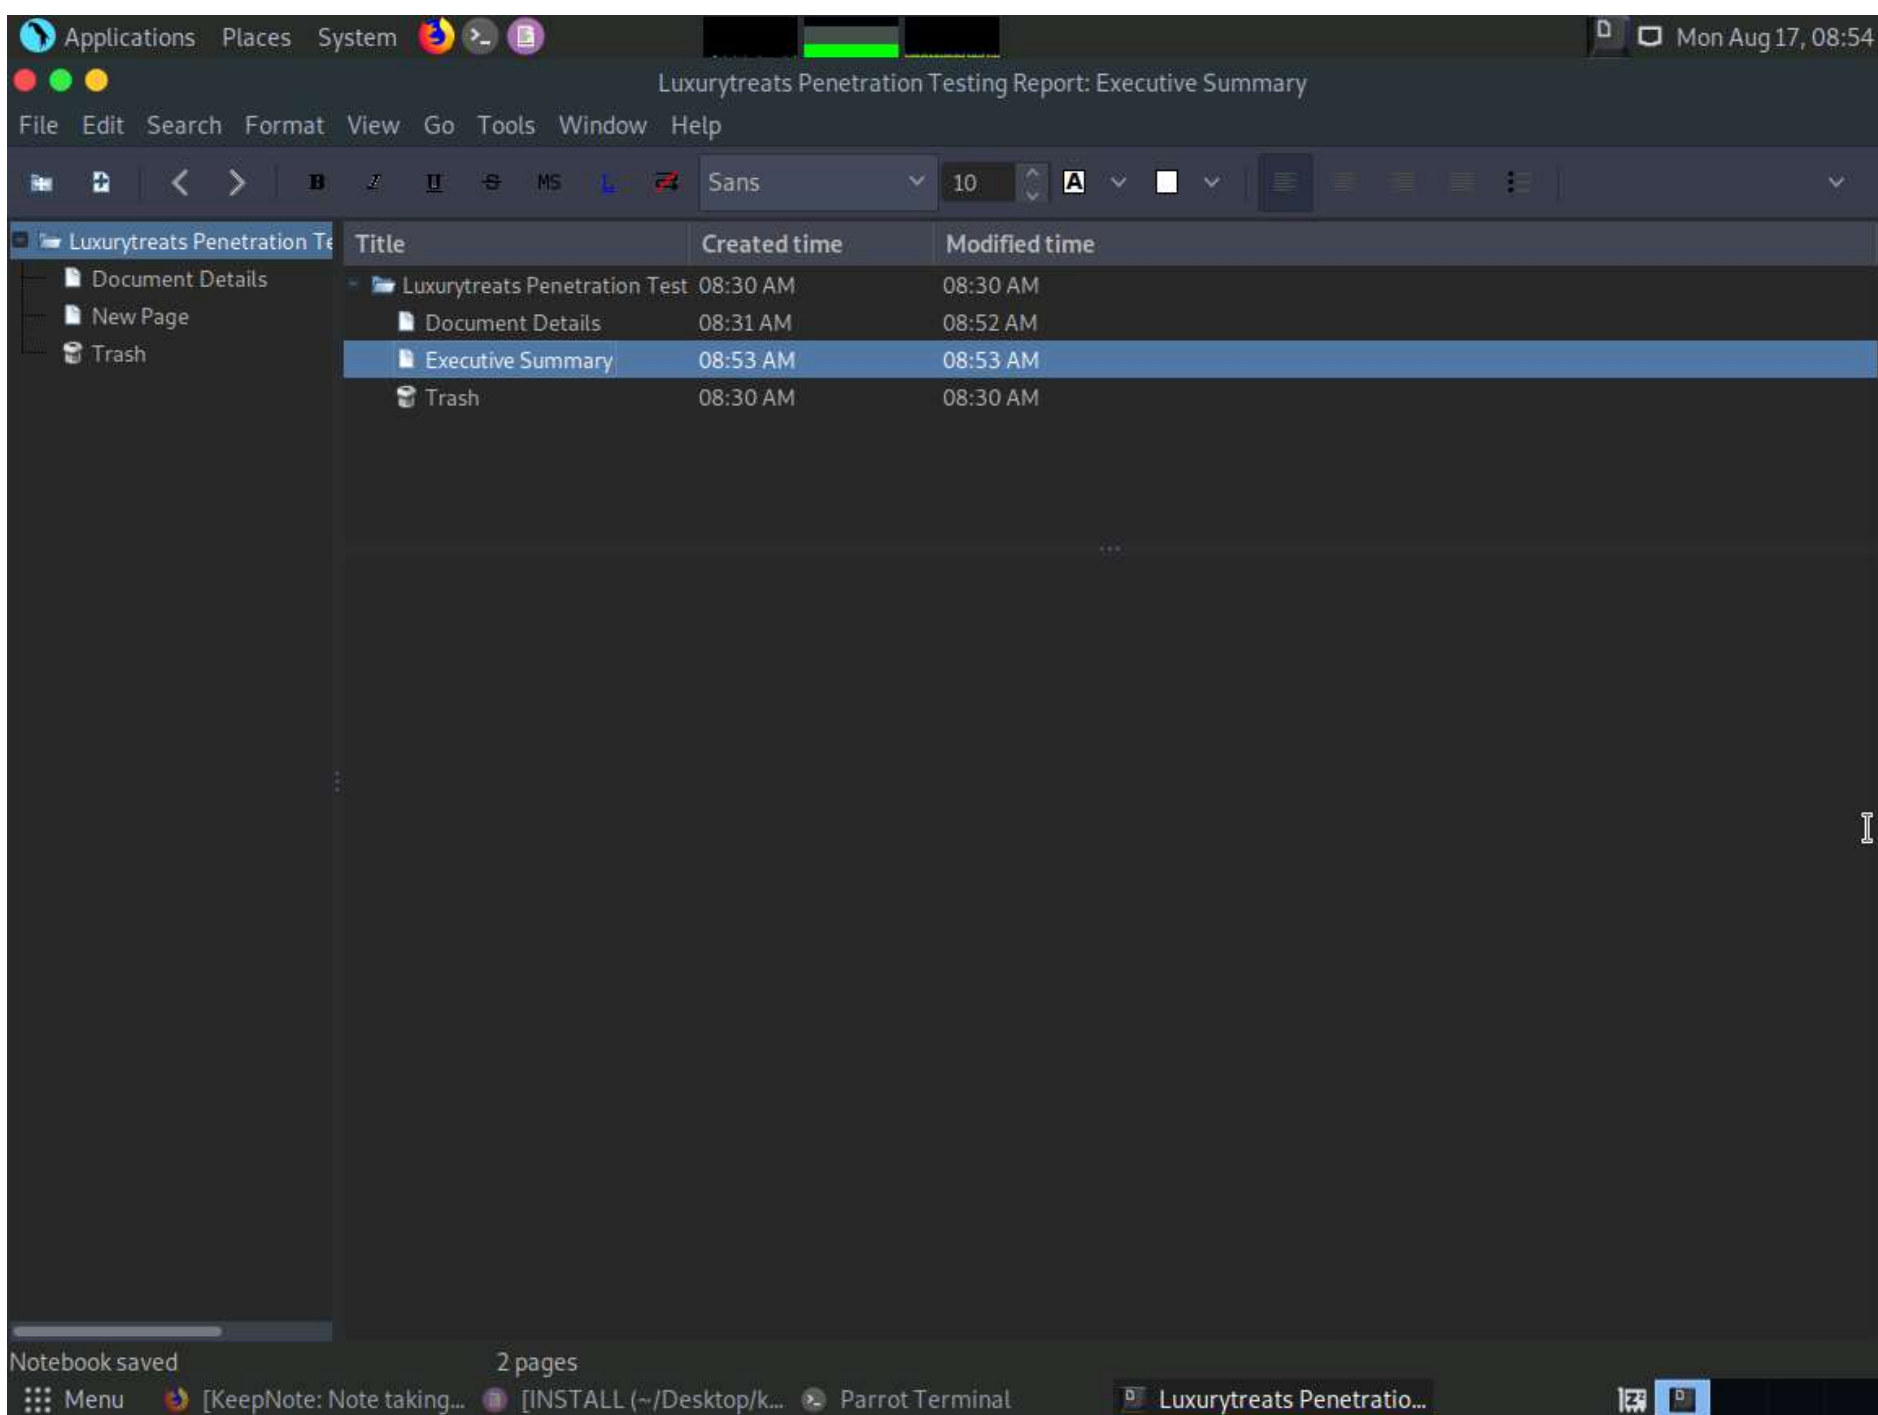 Applications Places System Mon Aug 17, 08:54
Luxurytreats Penetration Testing Report: Executive Summary
File Edit Search Format View Go Tools Window Help
B I U S MS L Sans 10 A
Luxurytreats Penetration Te Title Created time Modified time
Document Details Luxurytreats Penetration Test 08:30 AM 08:30 AM
New Page Document Details 08:31 AM 08:52 AM
Trash Executive Summary 08:53 AM 08:53 AM
Trash 08:30 AM 08:30 AM
Notebook saved 2 pages
Menu [KeepNote: Note taking... [INSTALL (~/Desktop/k... Parrot Terminal Luxurytreats Penetratio...